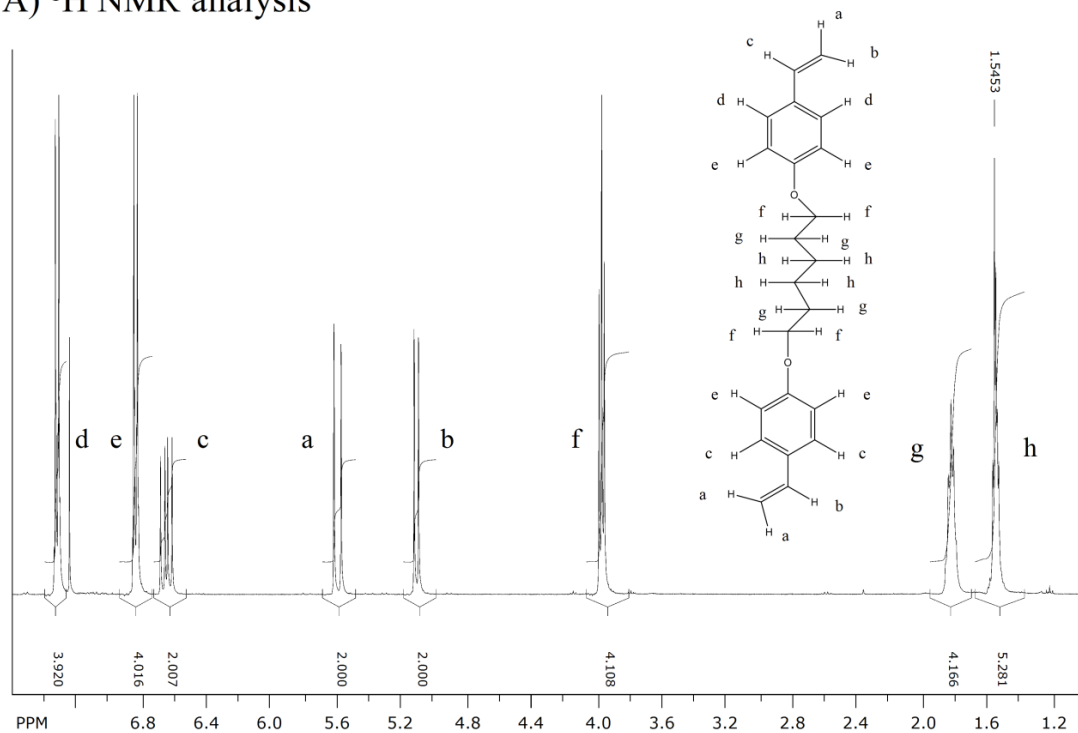 A) ¹H NMR analysis
a
c H H b
H
d H H d
e H H e
O
f H H f
g H H g
h H H h
h H H h
g H H g
f H H f
O
e H H e
c H H c
a H H b
H a
1.5453
d e c a b f g h
3.920 4.016 2.007 2.000 2.000 4.108 4.166 5.281
PPM 6.8 6.4 6.0 5.6 5.2 4.8 4.4 4.0 3.6 3.2 2.8 2.4 2.0 1.6 1.2